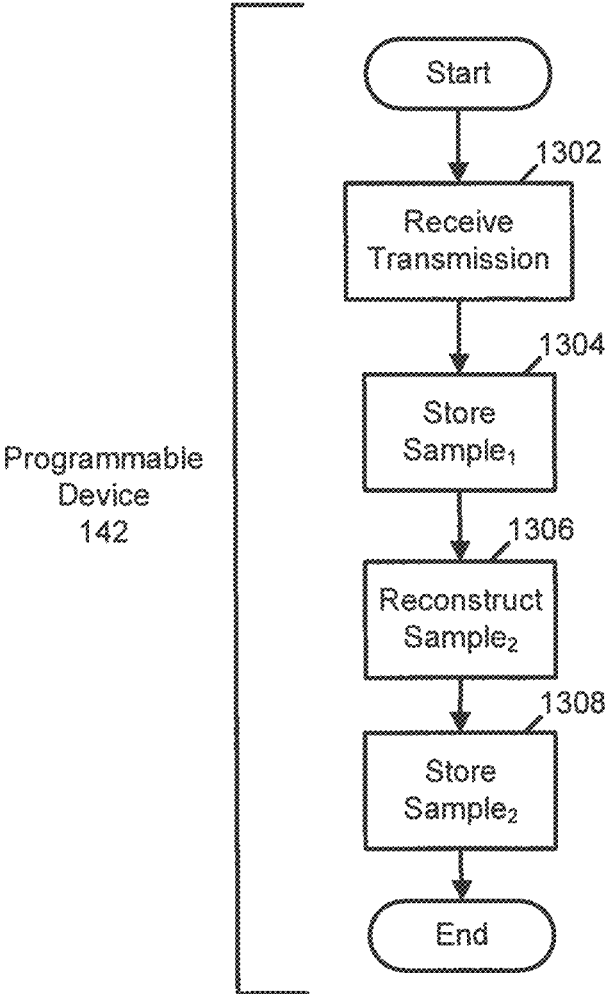 Start
1302
Receive
Transmission
1304
Store
Sample₁
Programmable
Device
142
1306
Reconstruct
Sample₂
1308
Store
Sample₂
End